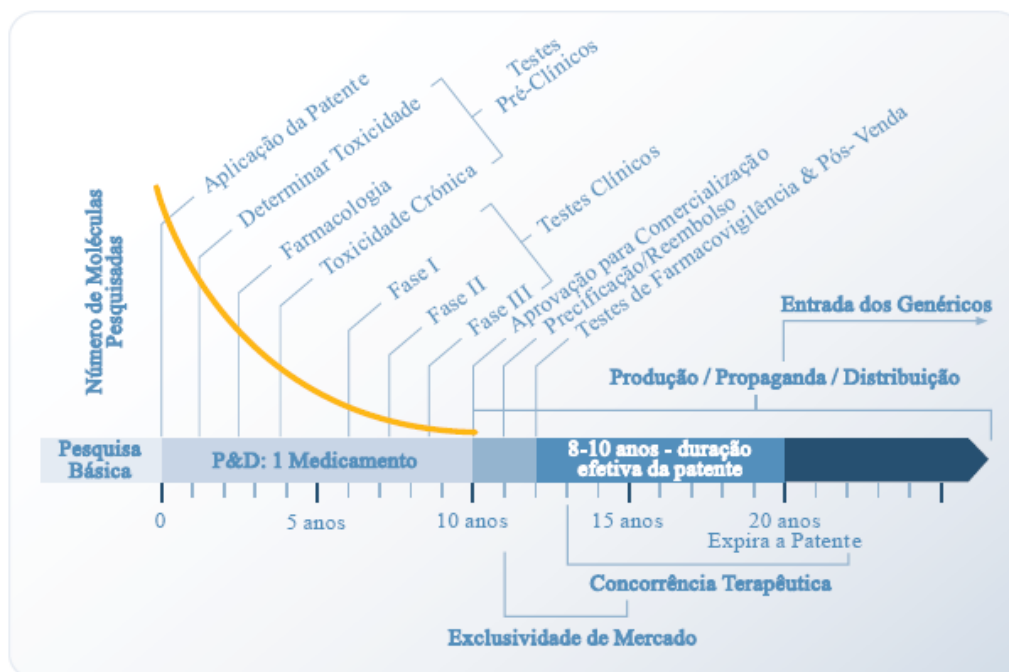 Aplicação da Patente
Determinar Toxicidade
Farmacologia
Toxicidade Crónica
Testes
Pré-Clínicos
Fase I
Fase II
Fase III
Testes Clínicos
Aprovação para Comercialização
Precificação/Reembolso
Testes de Farmacovigilência & Pós- Venda
Número de Moléculas
Pesquisadas
Entrada dos Genéricos
Produção / Propaganda / Distribuição
Pesquisa
Básica
P&D: 1 Medicamento
8-10 anos - duração
efetiva da patente
0
5 anos
10 anos
15 anos
20 anos
Expira a Patente
Concorrência Terapêutica
Exclusividade de Mercado